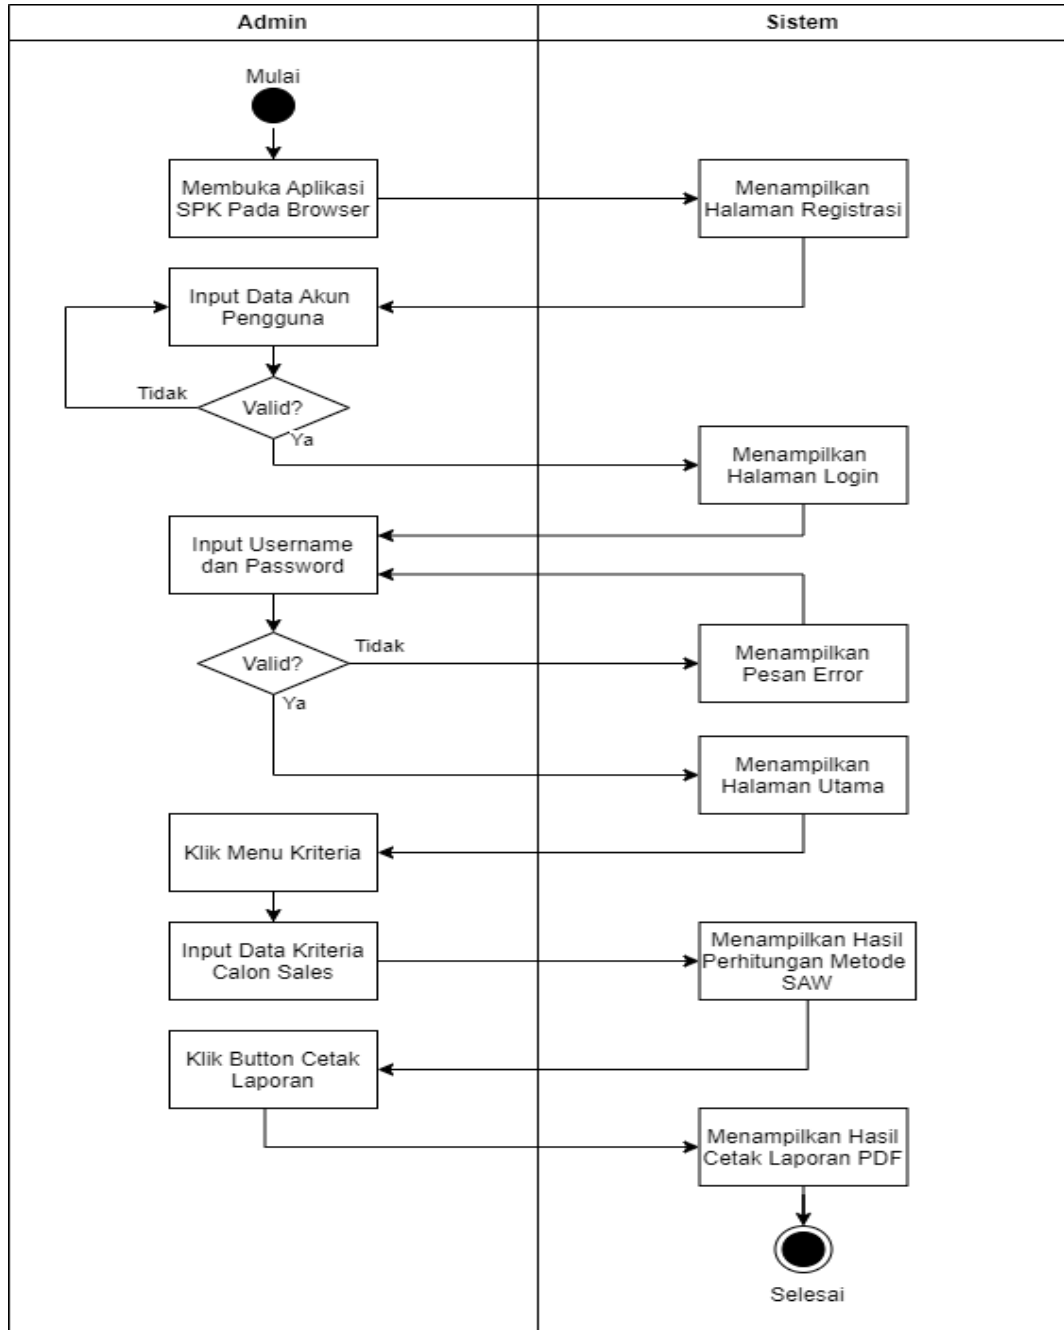 Admin
Sistem
Mulai
Membuka Aplikasi
SPK Pada Browser
Menampilkan
Halaman Registrasi
Input Data Akun
Pengguna
Tidak
Valid?
Ya
Menampilkan
Halaman Login
Input Username
dan Password
Valid?
Tidak
Ya
Menampilkan
Pesan Error
Menampilkan
Halaman Utama
Klik Menu Kriteria
Input Data Kriteria
Calon Sales
Menampilkan Hasil
Perhitungan Metode
SAW
Klik Button Cetak
Laporan
Menampilkan Hasil
Cetak Laporan PDF
Selesai